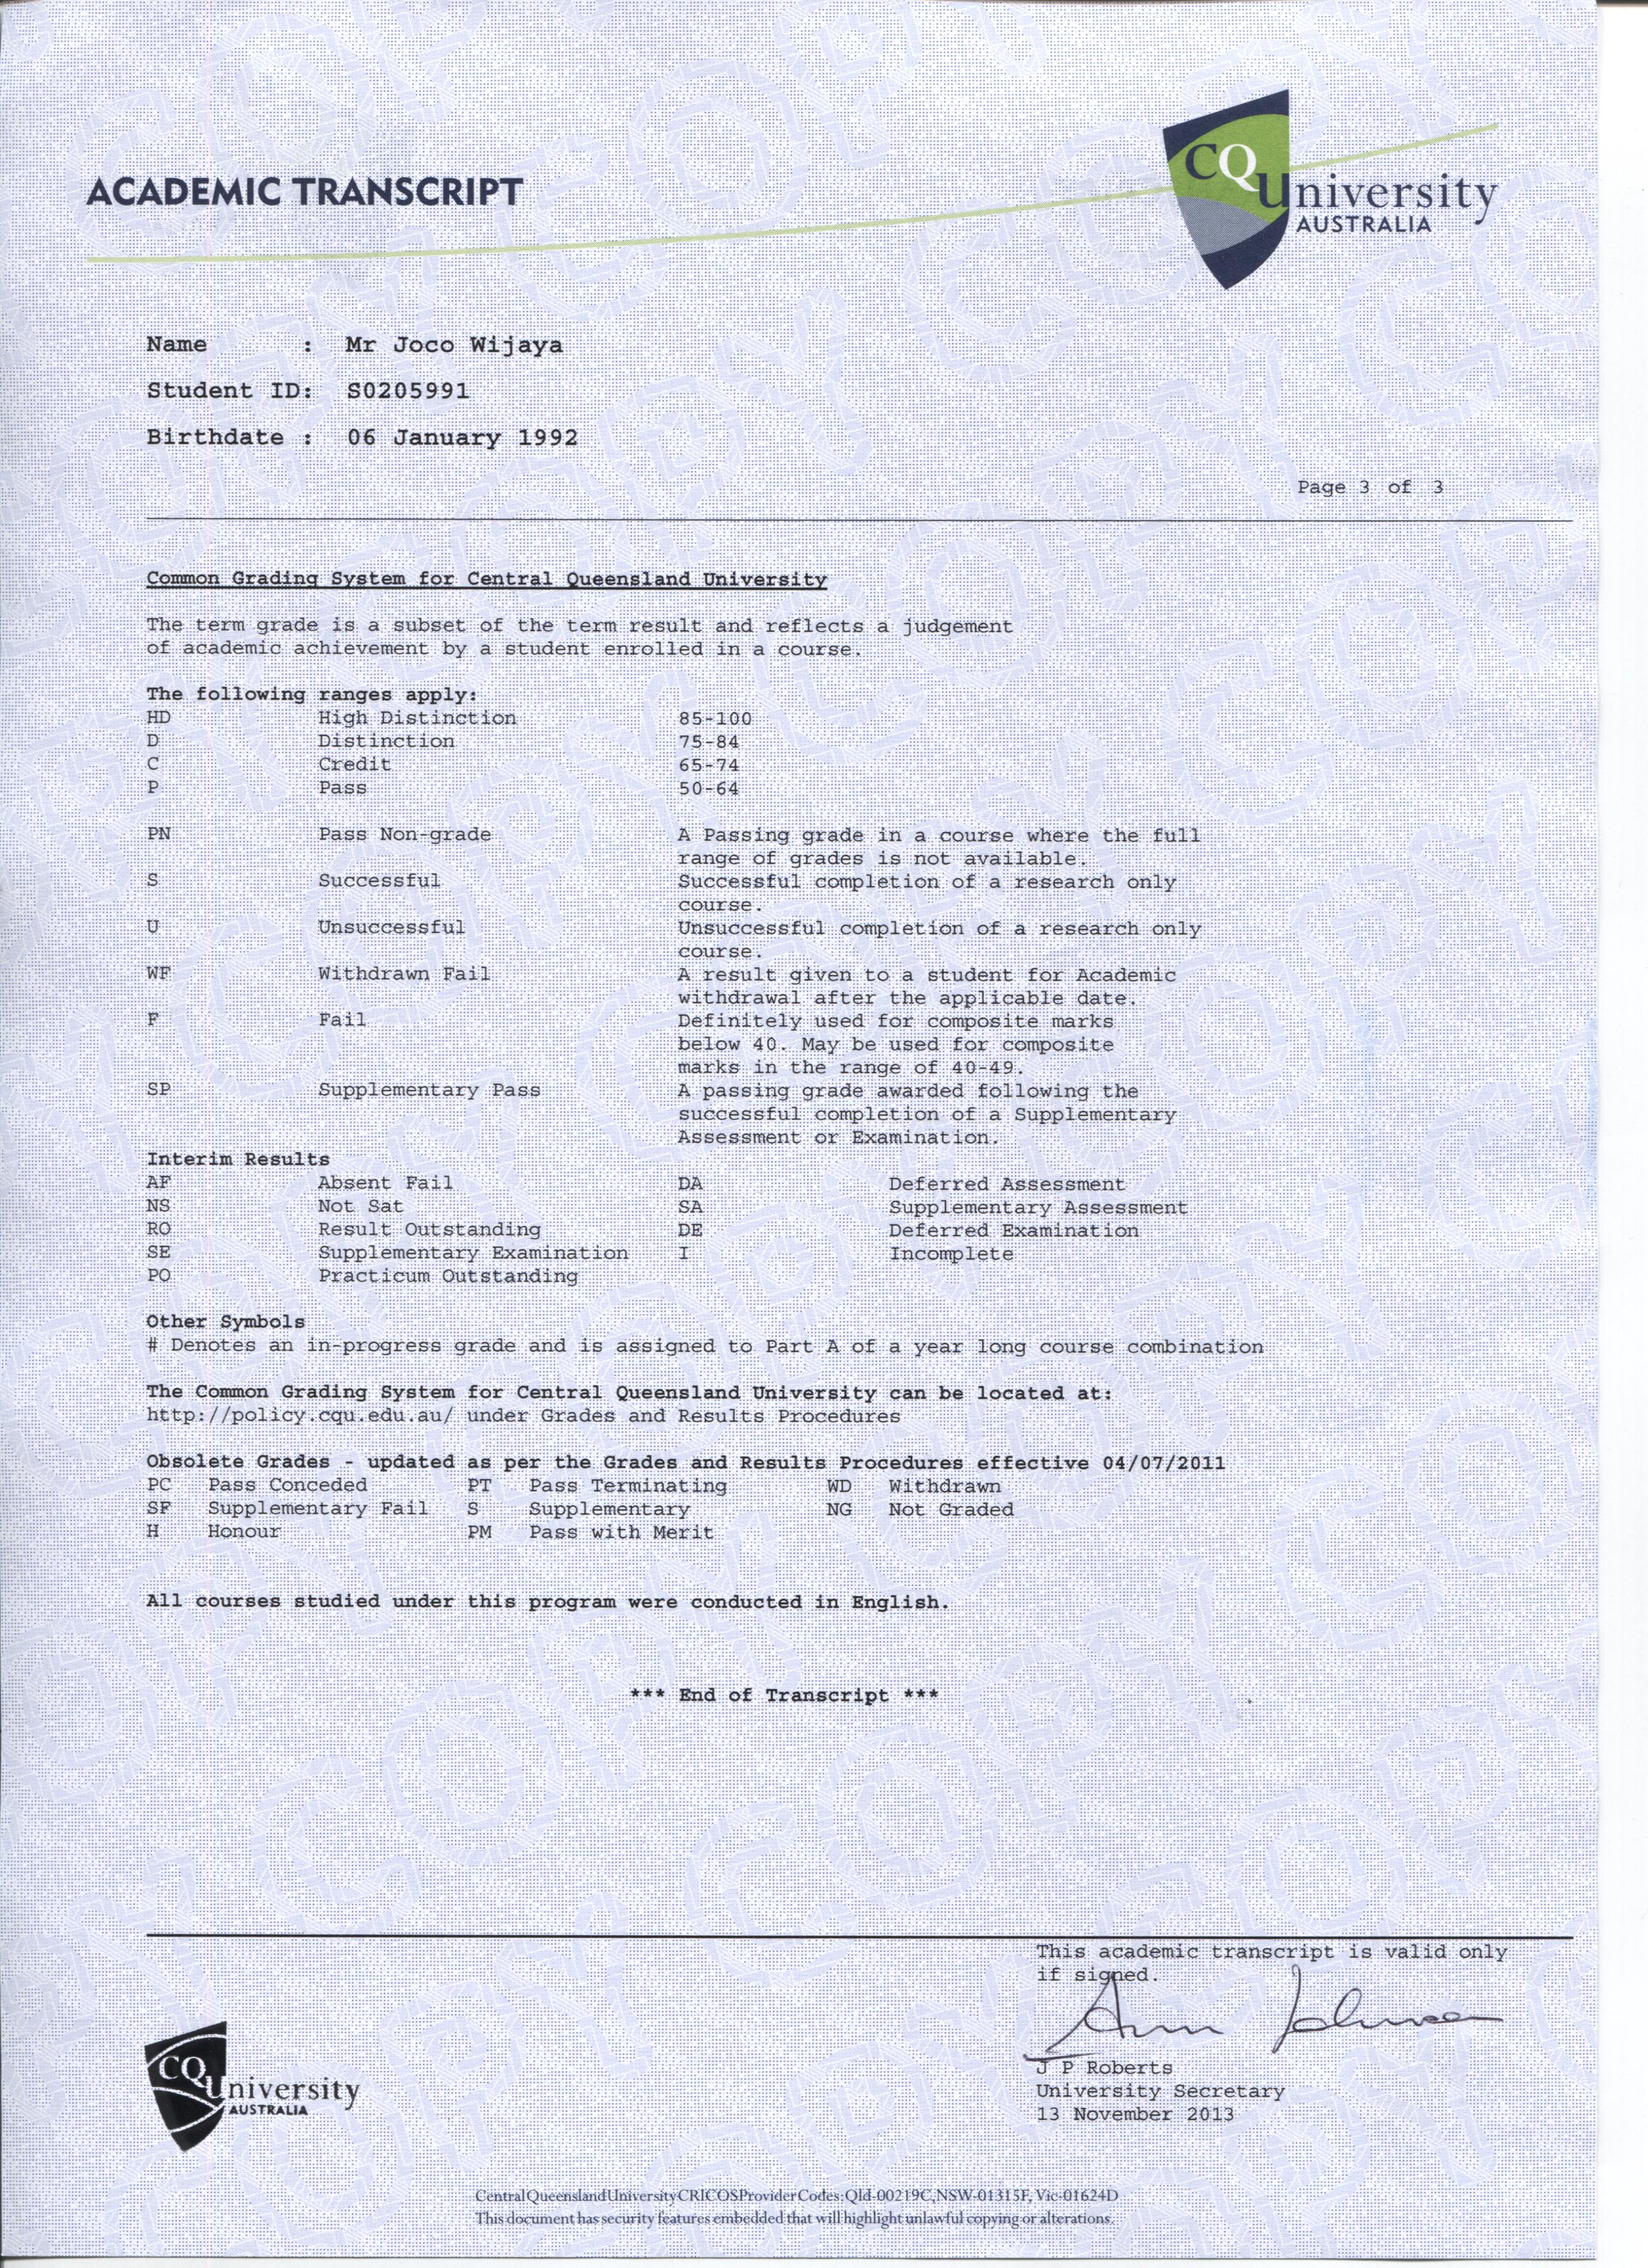 ACADEMIC TRANSCRIPT
CQUniversity
AUSTRALIA
Name : Mr Joco Wijaya
Student ID: S0205991
Birthdate : 06 January 1992
Page 3 of 3
Common Grading System for Central Queensland University
The term grade is a subset of the term result and reflects a judgement
of academic achievement by a student enrolled in a course.
The following ranges apply:
HD High Distinction 85-100
D Distinction 75-84
C Credit 65-74
P Pass 50-64
PN Pass Non-grade A Passing grade in a course where the full
range of grades is not available.
S Successful Successful completion of a research only
course.
U Unsuccessful Unsuccessful completion of a research only
course.
WF Withdrawn Fail A result given to a student for Academic
withdrawal after the applicable date.
F Fail Definitely used for composite marks
below 40. May be used for composite
marks in the range of 40-49.
SP Supplementary Pass A passing grade awarded following the
successful completion of a Supplementary
Assessment or Examination.
Interim Results
AF Absent Fail DA Deferred Assessment
NS Not Sat SA Supplementary Assessment
RO Result Outstanding DE Deferred Examination
SE Supplementary Examination I Incomplete
PO Practicum Outstanding
Other Symbols
# Denotes an in-progress grade and is assigned to Part A of a year long course combination
The Common Grading System for Central Queensland University can be located at:
http://policy.cqu.edu.au/ under Grades and Results Procedures
Obsolete Grades - updated as per the Grades and Results Procedures effective 04/07/2011
PC Pass Conceded PT Pass Terminating WD Withdrawn
SF Supplementary Fail S Supplementary NG Not Graded
H Honour PM Pass with Merit
All courses studied under this program were conducted in English.
*** End of Transcript ***
This academic transcript is valid only
if signed.
J P Roberts
University Secretary
13 November 2013
CQUniversity
AUSTRALIA
Central Queensland University CRICOS Provider Codes: Qld-00219C, NSW-01315F, Vic-01624D
This document has security features embedded that will highlight unlawful copying or alterations.